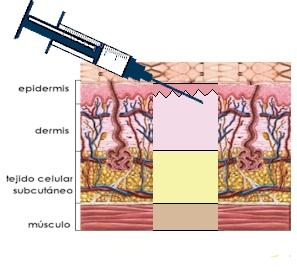 epidermis
dermis
tejido celular
subcutáneo
músculo